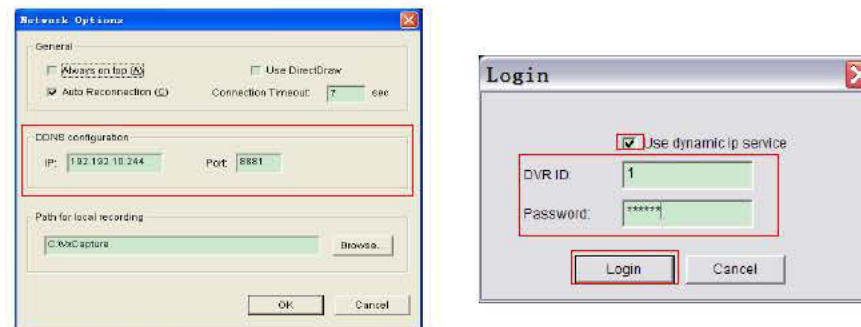 Network Options
General
Always on top (A)
Use DirectDraw
Auto Reconnection (C)
Connection Timeout: 7 sec
DDNS configuration
IP: 192.192.10.244
Port: 8881
Path for local recording
C:\VxCapture
Browse...
OK
Cancel
Login
Use dynamic ip service
DVR ID: 1
Password: ******
Login
Cancel